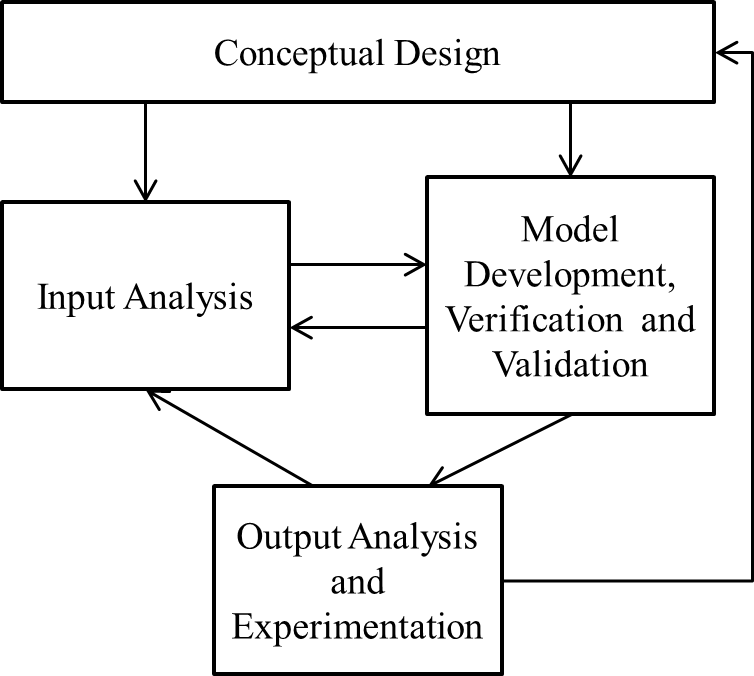 Conceptual Design
Input Analysis
Model
Development,
Verification and
Validation
Output Analysis
and
Experimentation